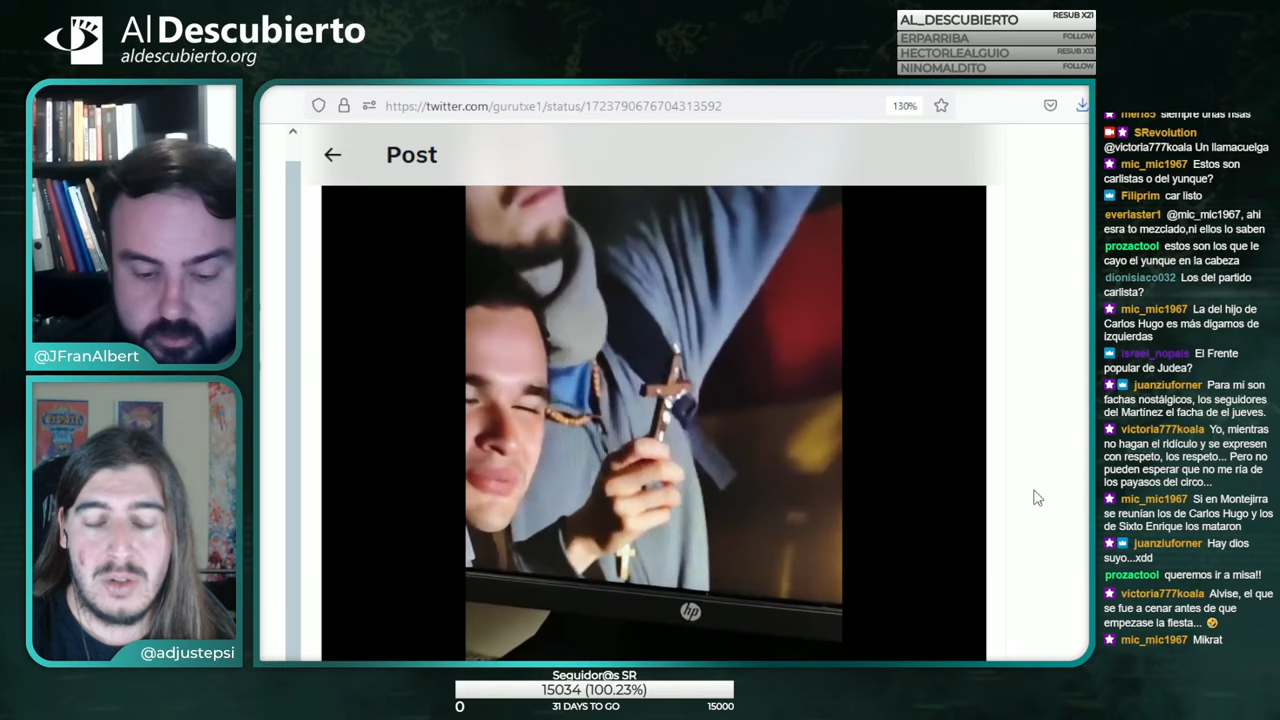 Al Descubierto
aldescubierto.org
AL_DESCUBIERTO RESUB X21
ERPARRIBA FOLLOW
HECTORLEALGUIO RESUB X13
NINOMALDITO FOLLOW
https://twitter.com/gurutxe1/status/1723790676704313592 130%
Post
hp
@JFranAlbert
@adjustepsi
meri85 siempre unas risas
SRevolution
@victoria777koala Un llamacuelga
mic_mic1967 Estos son
carlistas o del yunque?
Filiprim car listo
everlaster1 @mic_mic1967, ahi
esra to mezclado,ni ellos lo saben
prozactool estos son los que le
cayo el yunque en la cabeza
dionisiaco032 Los del partido
carlista?
mic_mic1967 La del hijo de
Carlos Hugo es más digamos de
izquierdas
israel_nopais El Frente
popular de Judea?
juanziuforner Para mí son
fachas nostálgicos, los seguidores
del Martínez el facha de el jueves.
victoria777koala Yo, mientras
no hagan el ridículo y se expresen
con respeto, los respeto... Pero no
pueden esperar que no me ría de
los payasos del circo...
mic_mic1967 Si en Montejirra
se reunían los de Carlos Hugo y los
de Sixto Enrique los mataron
juanziuforner Hay dios
suyo...xdd
prozactool queremos ir a misa!!
victoria777koala Alvise, el que
se fue a cenar antes de que
empezase la fiesta... 🤣
mic_mic1967 Mikrat
Seguidor@s SR
15034 (100.23%)
0 31 DAYS TO GO 15000